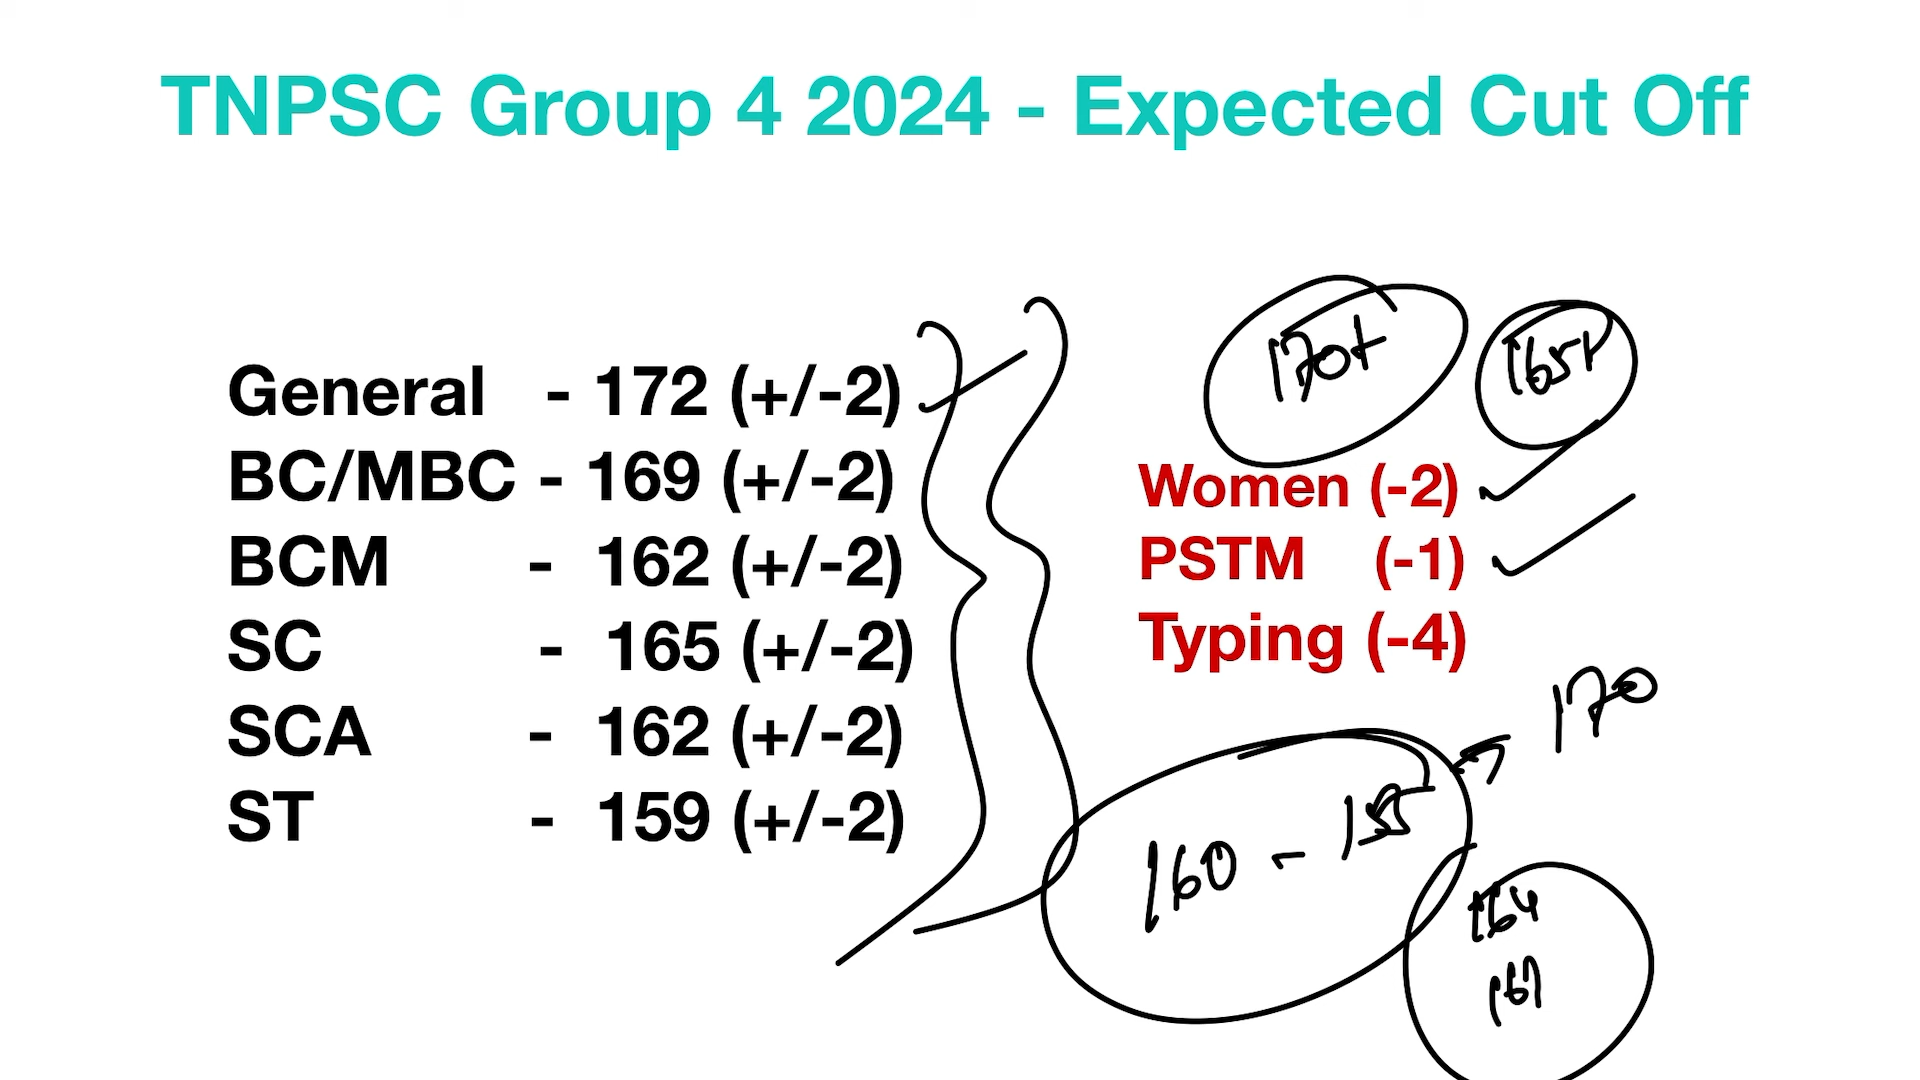 TNPSC Group 4 2024 - Expected Cut Off
General - 172 (+/-2)
BC/MBC - 169 (+/-2)
BCM - 162 (+/-2)
SC - 165 (+/-2)
SCA - 162 (+/-2)
ST - 159 (+/-2)
170+
165+
Women (-2)
PSTM (-1)
Typing (-4)
170
160 - 155
164
167